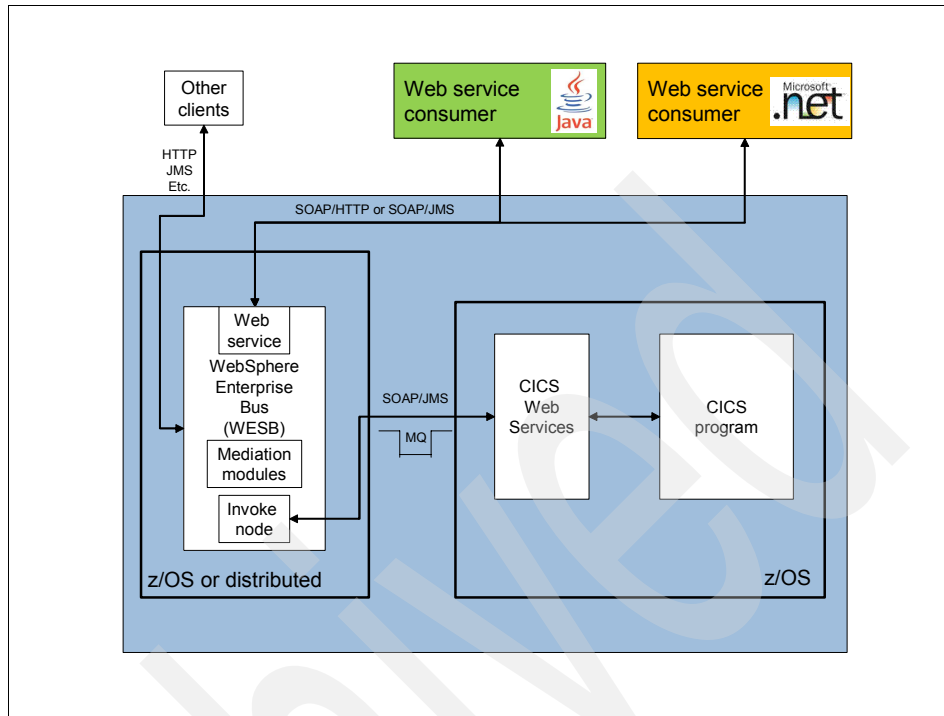 Other
clients
Web service
consumer
Java
Web service
consumer
Microsoft
.net
HTTP
JMS
Etc.
SOAP/HTTP or SOAP/JMS
Web
service
WebSphere
Enterprise
Bus
(WESB)
Mediation
modules
Invoke
node
z/OS or distributed
SOAP/JMS
MQ
CICS
Web
Services
CICS
program
z/OS